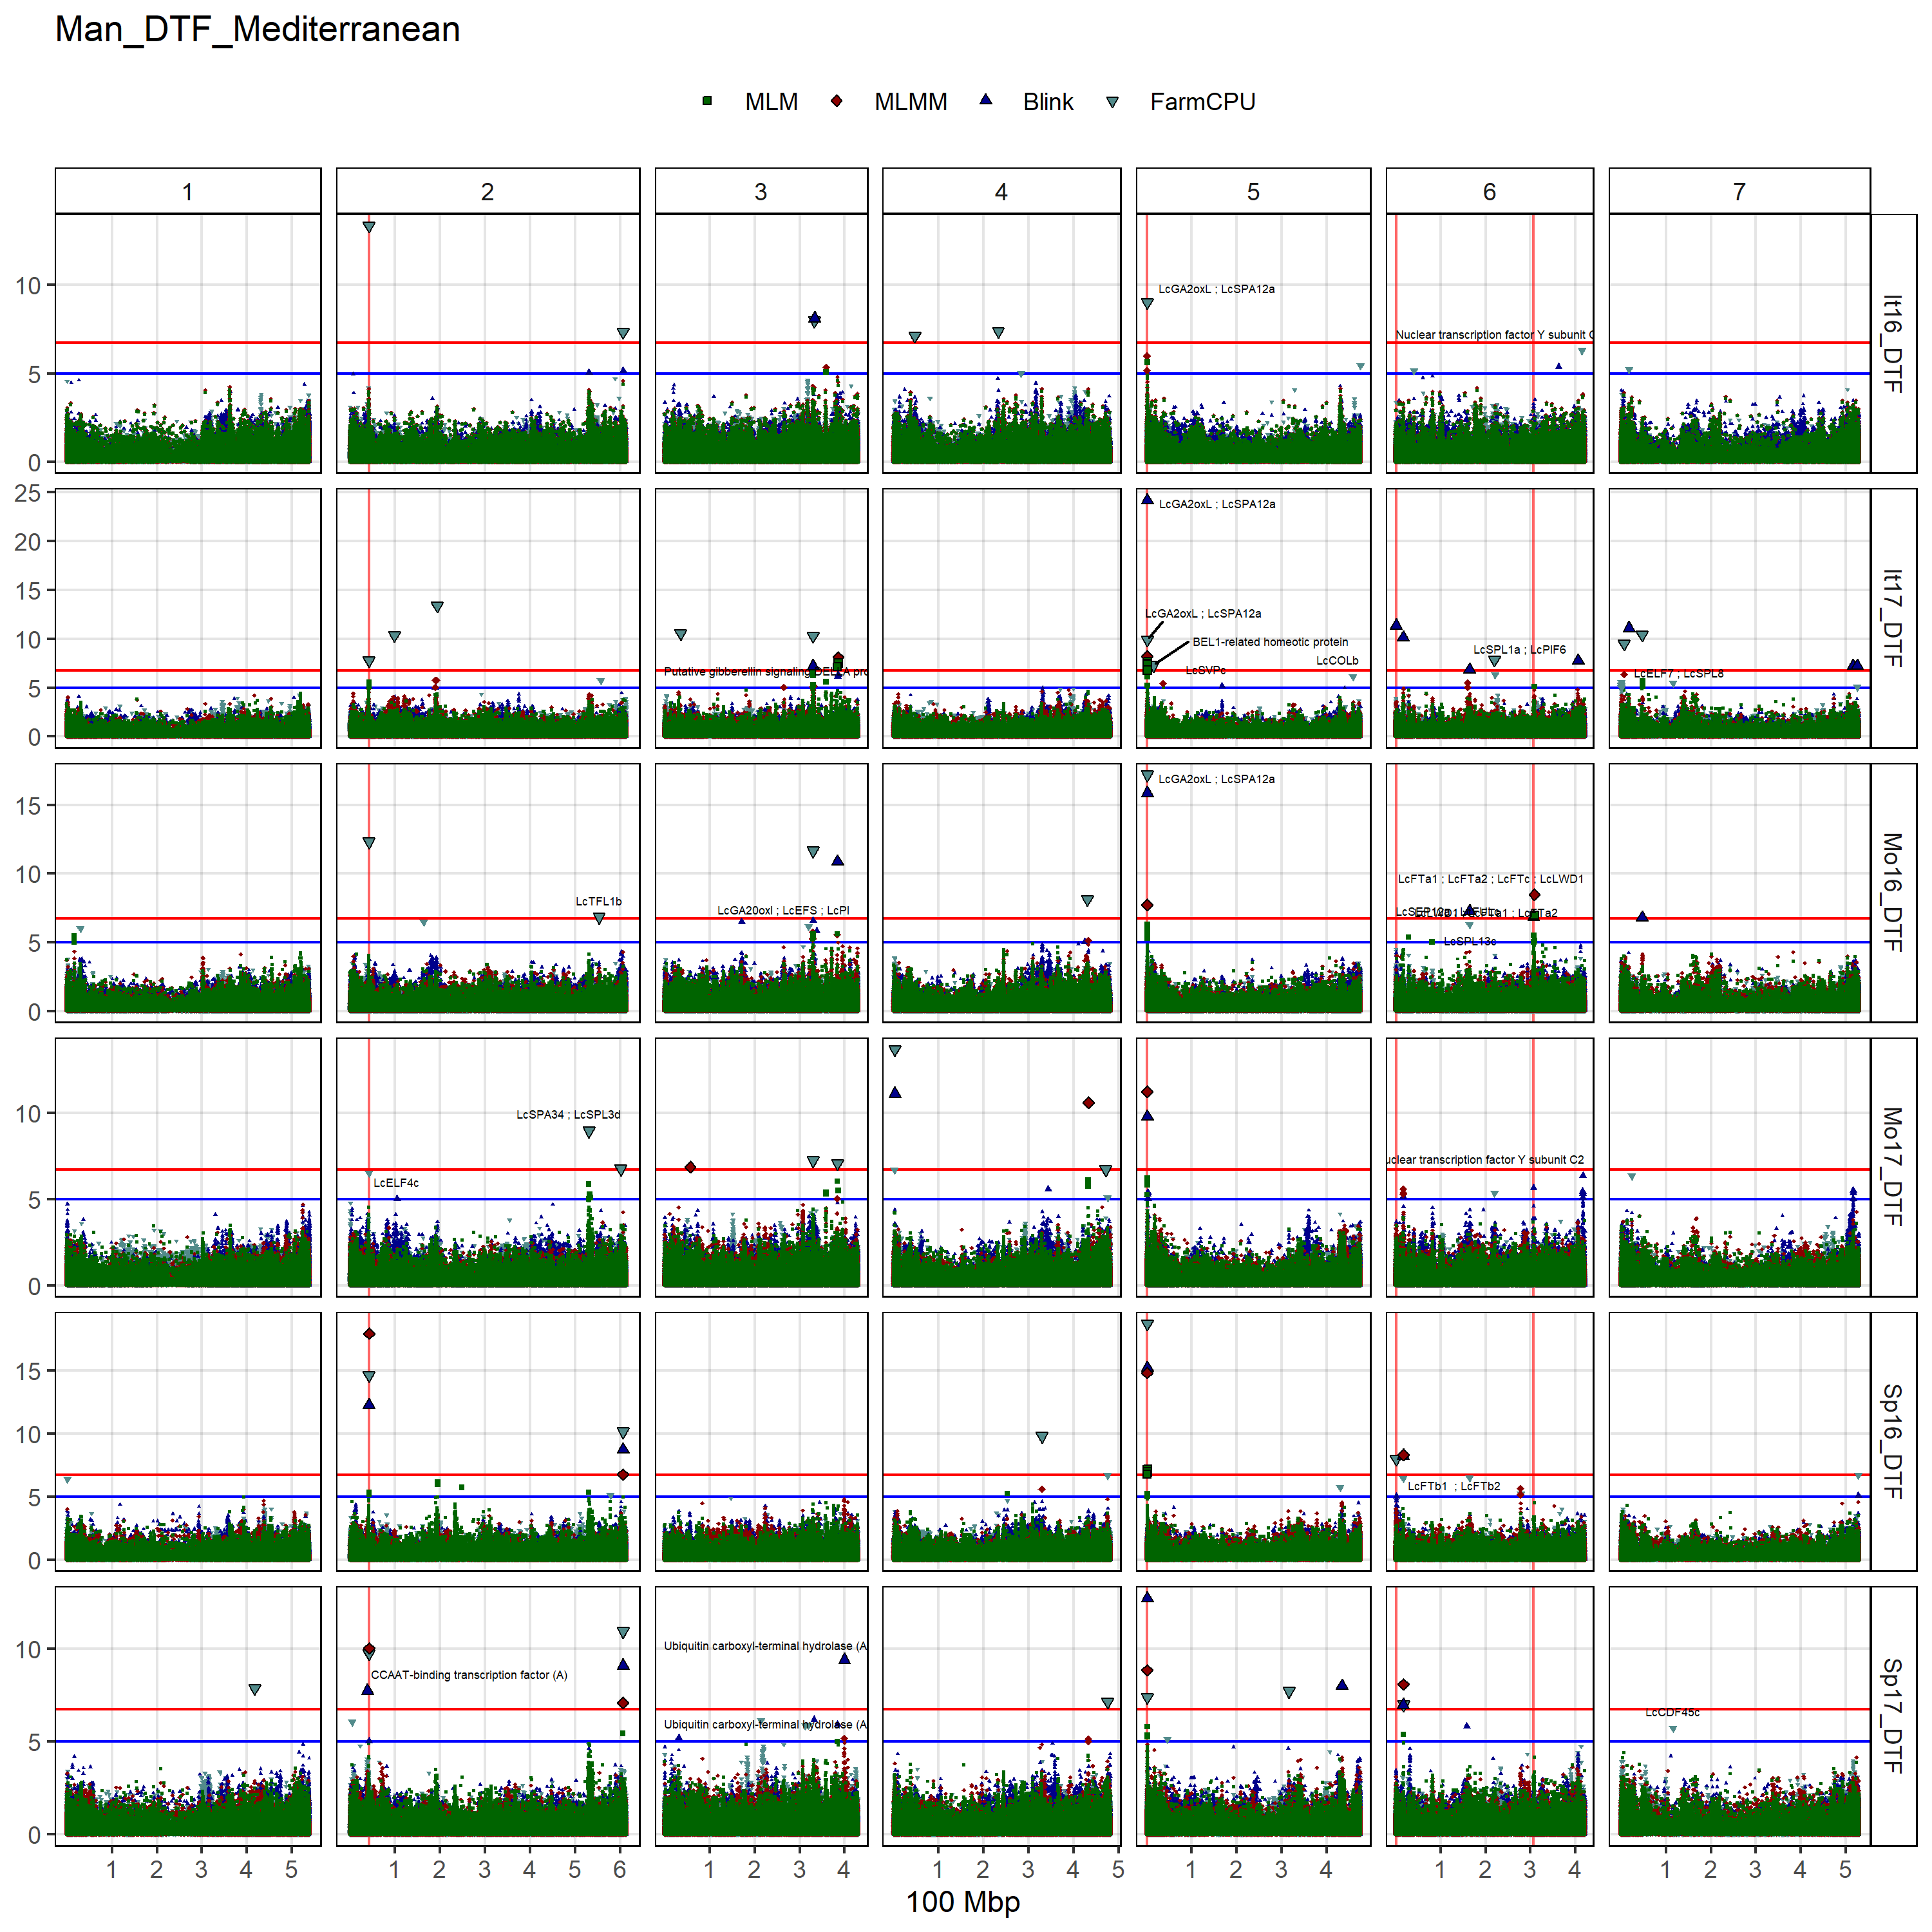 Man_DTF_Mediterranean
MLM MLMM Blink FarmCPU
1 2 3 4 5 6 7
10
5
0
LcGA2oxL ; LcSPA12a
Nuclear transcription factor Y subunit C
It16_DTF
25
20
15
10
5
0
Putative gibberellin signaling DELLA pro
LcGA2oxL ; LcSPA12a
LcGA2oxL ; LcSPA12a
BEL1-related homeotic protein
LcSVPc
LcCOLb
LcSPL1a ; LcPIF6
LcELF7 ; LcSPL8
It17_DTF
15
10
5
0
LcTFL1b
LcGA20oxl ; LcEFS ; LcPI
LcGA2oxL ; LcSPA12a
LcFTa1 ; LcFTa2 ; LcFTc ; LcLWD1
LcSPL13c
Mo16_DTF
10
5
0
LcSPA34 ; LcSPL3d
LcELF4c
uclear transcription factor Y subunit C2
Mo17_DTF
15
10
5
0
LcFTb1 ; LcFTb2
Sp16_DTF
10
5
0
CCAAT-binding transcription factor (A)
Ubiquitin carboxyl-terminal hydrolase (A
Ubiquitin carboxyl-terminal hydrolase (A
LcCDF45c
Sp17_DTF
1 2 3 4 5 1 2 3 4 5 6 1 2 3 4 1 2 3 4 5 1 2 3 4 1 2 3 4 1 2 3 4 5
100 Mbp